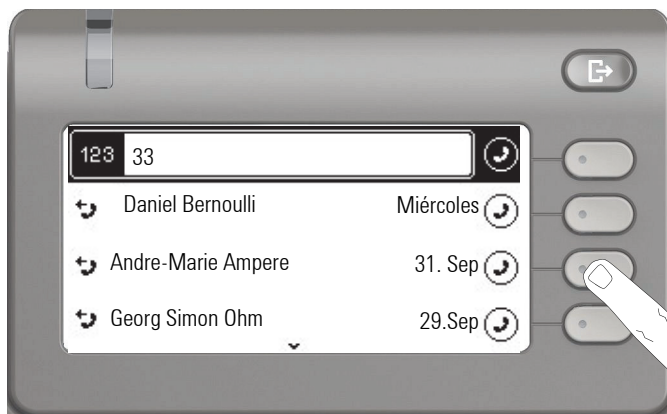 123 33
Daniel Bernoulli Miércoles
Andre-Marie Ampere 31. Sep
Georg Simon Ohm 29.Sep